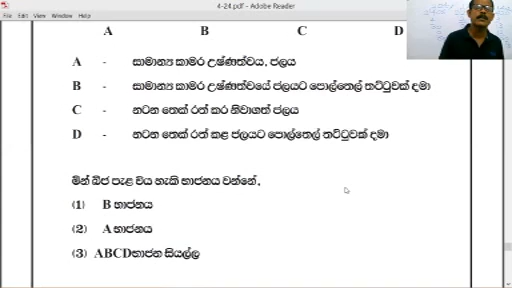 4-24.pdf - Adobe Reader
File Edit View Window Help
A B C D
A - සාමාන්‍ය කාමර උෂ්ණත්වය, ජලය
B - සාමාන්‍ය කාමර උෂ්ණත්වයේ ජලයට පොල්තෙල් තට්ටුවක් දමා
C - නටන තෙක් රත් කර නිවාගත් ජලය
D - නටන තෙක් රත් කළ ජලයට පොල්තෙල් තට්ටුවක් දමා
මින් බීජ පැළ විය හැකි භාජනය වන්නේ,
(1) B භාජනය
(2) A භාජනය
(3) ABCDභාජන සියල්ල